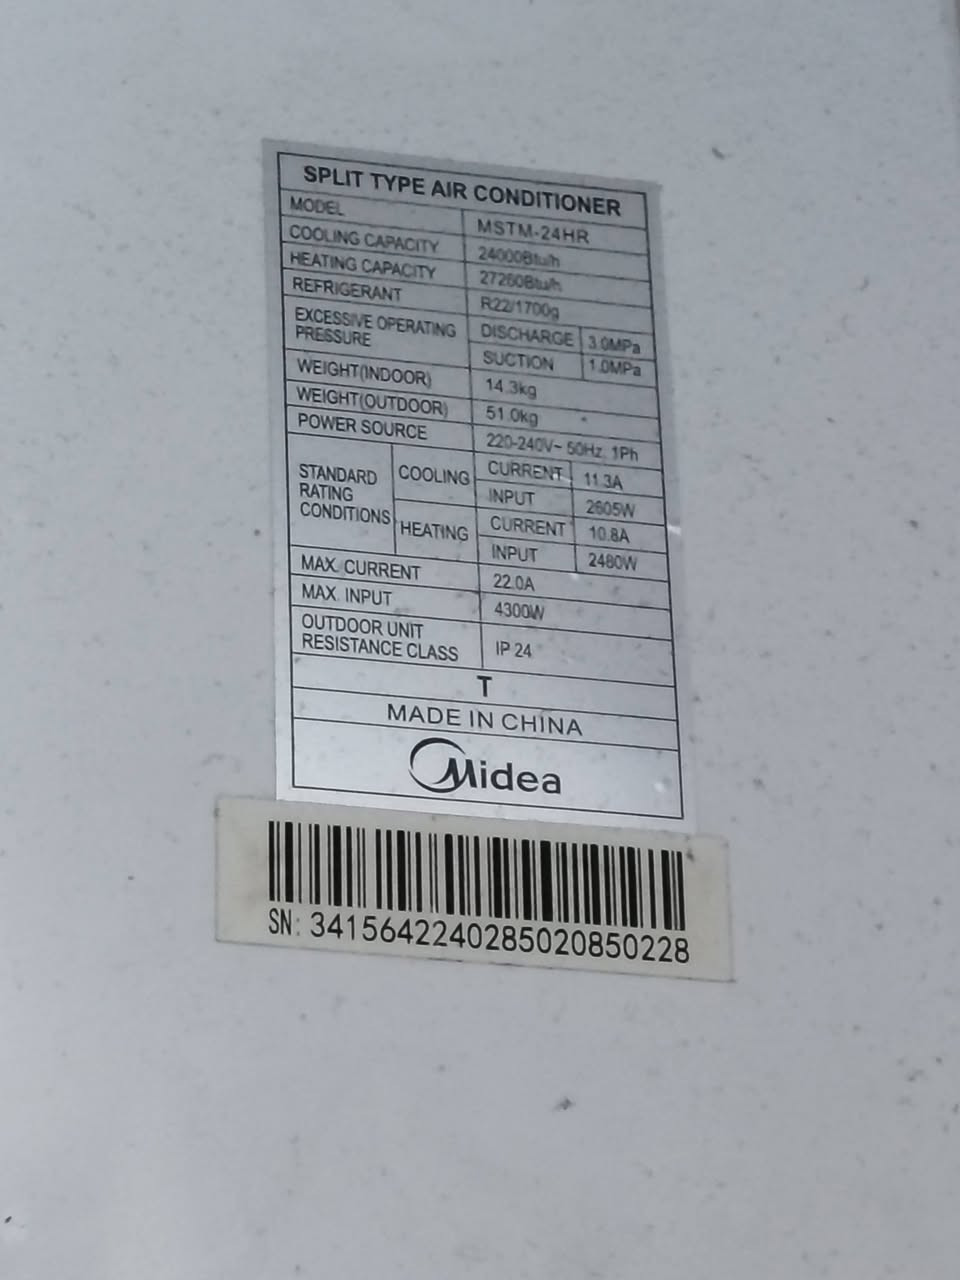 SPLIT TYPE AIR CONDITIONER
MODEL MSTM-24HR
COOLING CAPACITY 24000Btu/h
HEATING CAPACITY 27260Btu/h
REFRIGERANT R22/1700g
EXCESSIVE OPERATING PRESSURE DISCHARGE 3.0MPa
SUCTION 1.0MPa
WEIGHT(INDOOR) 14.3kg
WEIGHT(OUTDOOR) 51.0kg
POWER SOURCE 220-240V~ 50Hz, 1Ph
STANDARD RATING CONDITIONS COOLING CURRENT 11.3A
INPUT 2605W
HEATING CURRENT 10.8A
INPUT 2480W
MAX. CURRENT 22.0A
MAX. INPUT 4300W
OUTDOOR UNIT RESISTANCE CLASS IP 24
T
MADE IN CHINA
Midea
SN: 3415642240285020850228